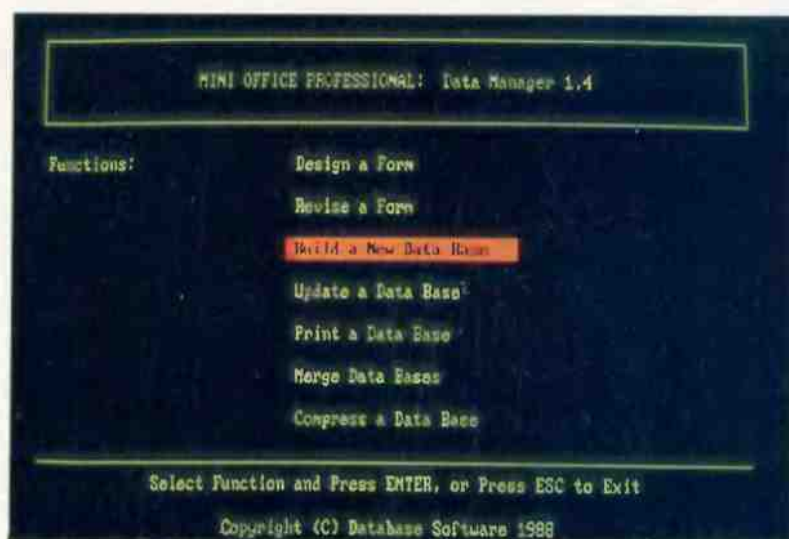 MINI OFFICE PROFESSIONAL: Data Manager 1.4
Functions:
Design a Form
Revise a Form
Build a New Data Base
Update a Data Base
Print a Data Base
Merge Data Bases
Compress a Data Base
Select Function and Press ENTER, or Press ESC to Exit
Copyright (C) Database Software 1988